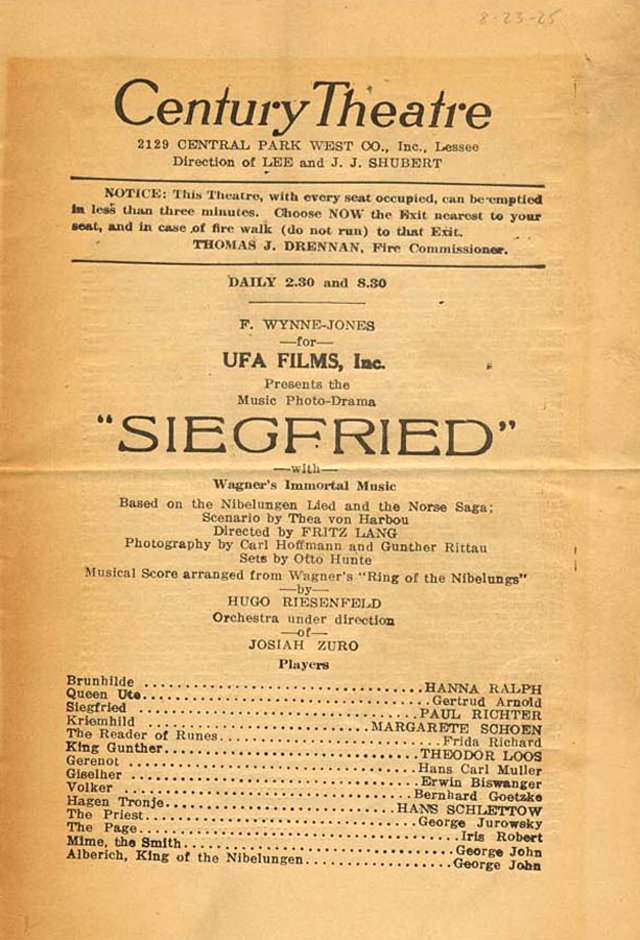 8-23-25
Century Theatre
2129 CENTRAL PARK WEST CO., Inc., Lessee
Direction of LEE and J. J. SHUBERT
NOTICE: This Theatre, with every seat occupied, can be emptied
in less than three minutes. Choose NOW the Exit nearest to your
seat, and in case of fire walk (do not run) to that Exit.
THOMAS J. DRENNAN, Fire Commissioner.
DAILY 2.30 and 8.30
F. WYNNE-JONES
—for—
UFA FILMS, Inc.
Presents the
Music Photo-Drama
"SIEGFRIED"
—with—
Wagner's Immortal Music
Based on the Nibelungen Lied and the Norse Saga;
Scenario by Thea von Harbou
Directed by FRITZ LANG
Photography by Carl Hoffmann and Gunther Rittau
Sets by Otto Hunte
Musical Score arranged from Wagner's "Ring of the Nibelungs"
—by—
HUGO RIESENFELD
Orchestra under direction
—of—
JOSIAH ZURO
Players
Brunhilde ............................HANNA RALPH
Queen Ute.............................Gertrud Arnold
Siegfried ............................PAUL RICHTER
Kriemhild ........................MARGARETE SCHOEN
The Reader of Runes.......................Frida Richard
King Gunther..........................THEODOR LOOS
Gerenot .............................Hans Carl Muller
Giselher .............................Erwin Biswanger
Volker ..............................Bernhard Goetzke
Hagen Tronje........................HANS SCHLETTOW
The Priest............................George Jurowsky
The Page................................Iris Robert
Mime, the Smith...........................George John
Alberich, King of the Nibelungen...............George John